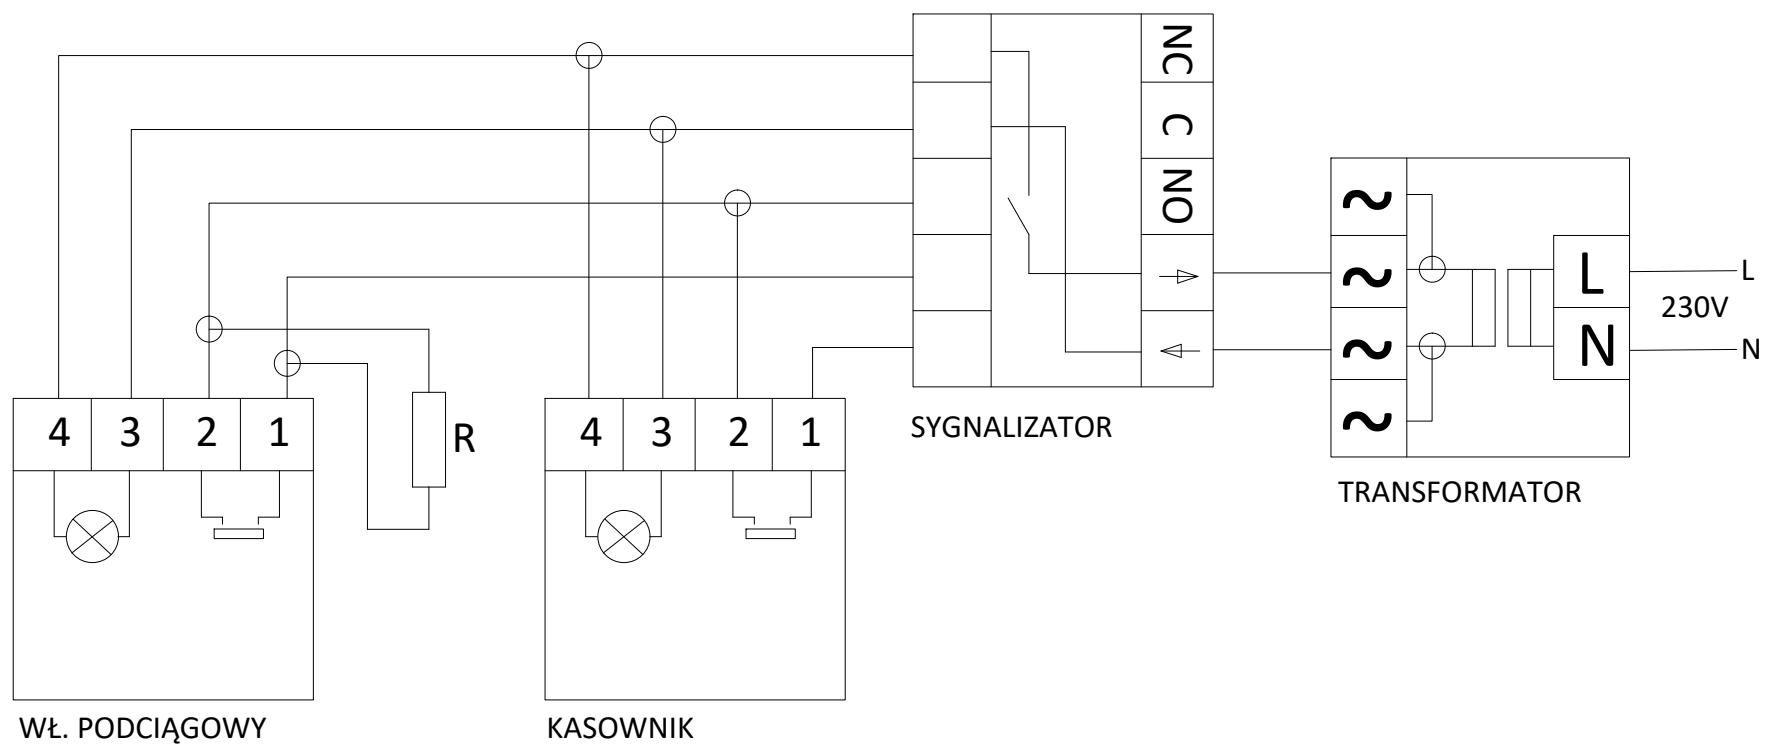 NC
C
NO
~
~
~
~
L
N
L
230V
N
4 3 2 1
R
4 3 2 1
SYGNALIZATOR
TRANSFORMATOR
WŁ. PODCIĄGOWY
KASOWNIK